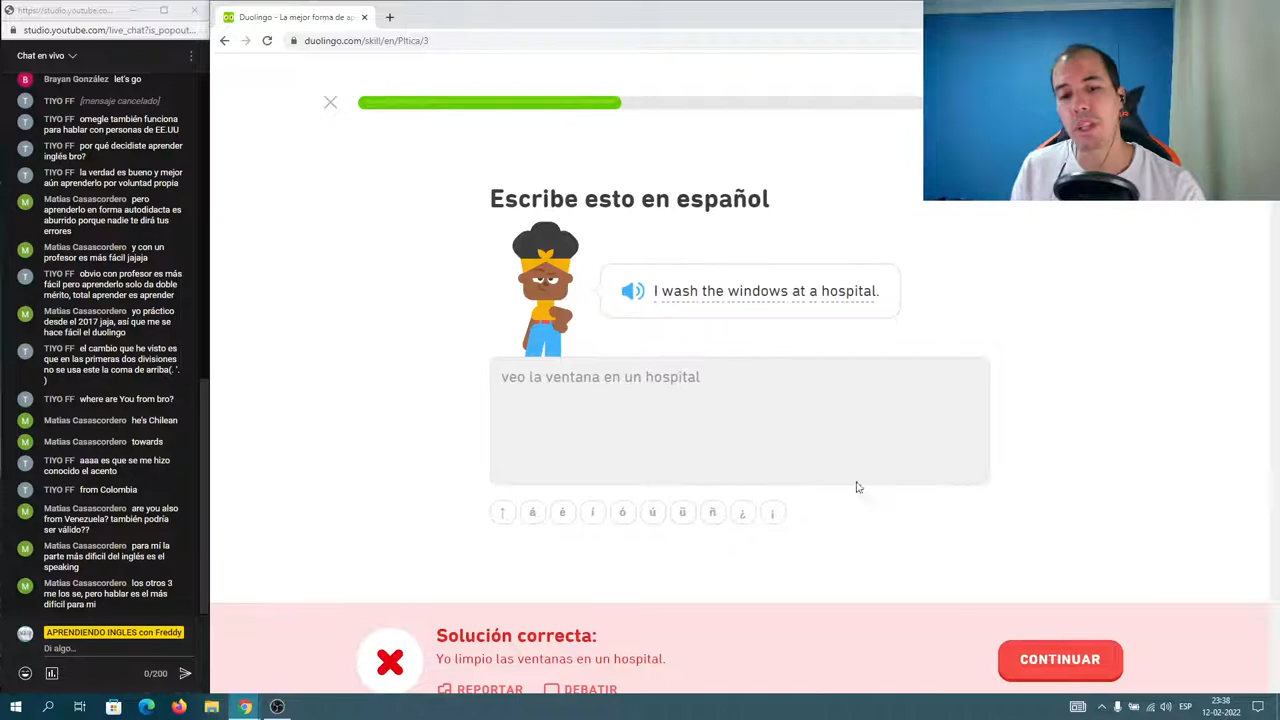 https://studio.youtube.com/live_...
studio.youtube.com/live_chat?is_popout...
Chat en vivo
Brayan González let's go
TIYO FF [mensaje cancelado]
TIYO FF omegle también funciona
para hablar con personas de EE.UU
TIYO FF por qué decidiste aprender
inglés bro?
TIYO FF la verdad es bueno y mejor
aún aprenderlo por voluntad propia
Matias Casascordero pero
aprenderlo en forma autodidacta es
aburrido porque nadie te dirá tus
errores
Matias Casascordero y con un
profesor es más fácil jajaja
TIYO FF obvio con profesor es más
fácil pero aprenderlo solo da doble
mérito, total aprender es aprender
Matias Casascordero yo práctico
desde el 2017 jaja, así que me se
hace fácil el duolingo
TIYO FF el cambio que he visto es
que en las primeras dos divisiones
no se usa este la coma de arriba(. '.
)
TIYO FF where are You from bro?
Matias Casascordero he's Chilean
Matias Casascordero towards
TIYO FF aaaa es que se me hizo
conocido el acento
TIYO FF from Colombia
Matias Casascordero are you also
from Venezuela? también podría
ser válido??
Matias Casascordero para mí la
parte más dificil del inglés es el
speaking
Matias Casascordero los otros 3
me los se, pero hablar es el más
difícil para mi
APRENDIENDO INGLES con Freddy
Di algo...
0/200
Duolingo - La mejor forma de ap
duolingo.com/skill/en/Pltica/3
Escribe esto en español
I wash the windows at a hospital.
veo la ventana en un hospital
↑ á é í ó ú ü ñ ¿ ¡
Solución correcta:
Yo limpio las ventanas en un hospital.
REPORTAR DEBATIR
CONTINUAR
ESP
23:38
12-02-2022